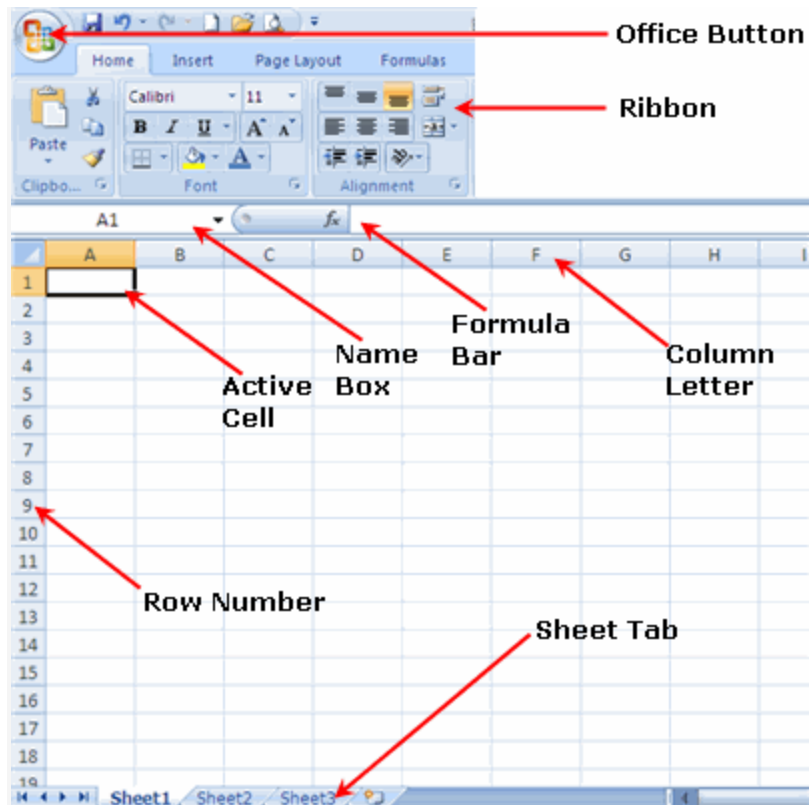 Office Button
Home Insert Page Layout Formulas
Calibri 11
Ribbon
B I U A A
Paste
A
Clipbo... Font Alignment
A1 fx
A B C D E F G H I
1
2
3
Formula
Bar
Name
Box
Column
Letter
4
Active
Cell
5
6
7
8
9
10
11
12
Row Number
13
Sheet Tab
14
15
16
17
18
19
Sheet1 Sheet2 Sheet3